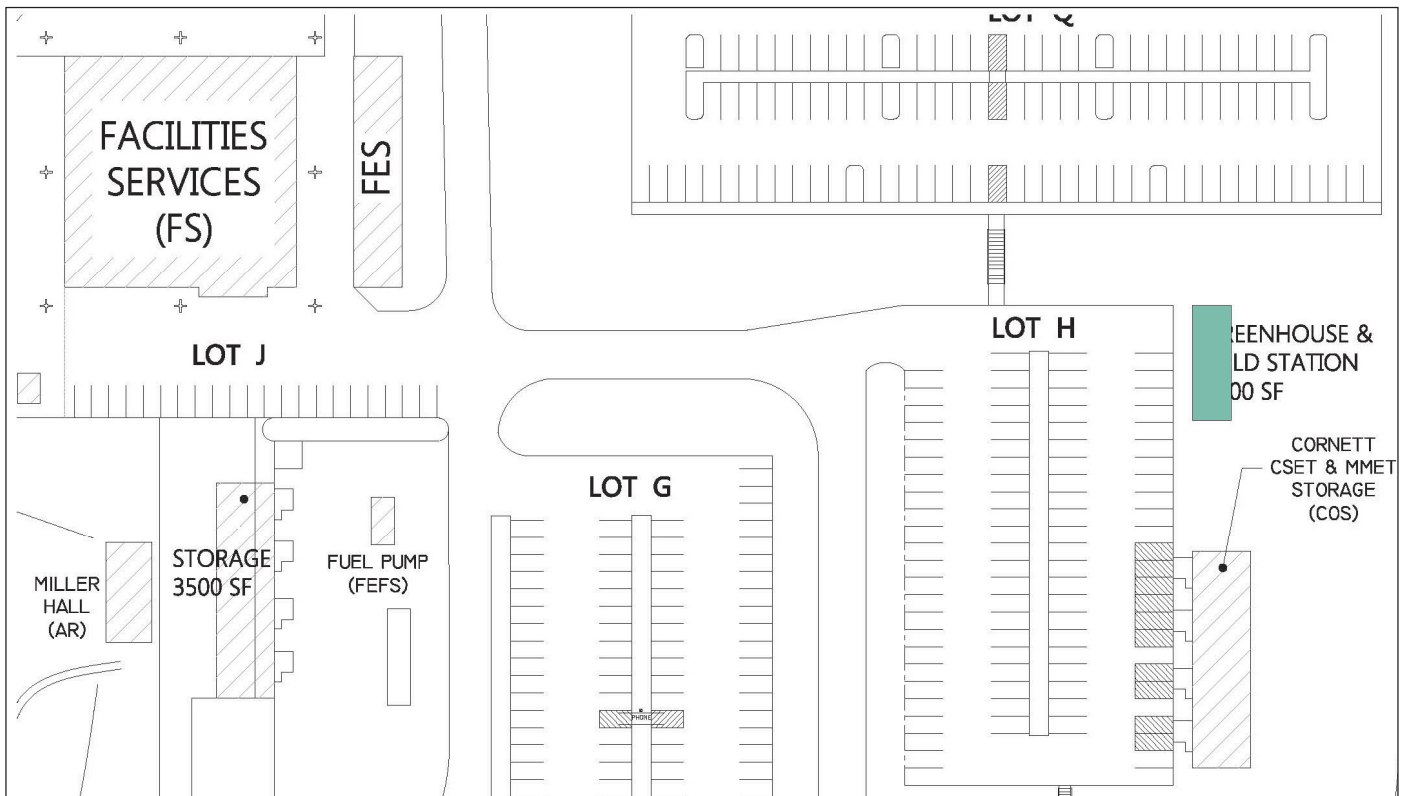 LOT Q
FACILITIES
SERVICES
(FS)
FES
LOT J
LOT H
REENHOUSE &
LD STATION
00 SF
CORNETT
CSET & MMET
STORAGE
(COS)
LOT G
STORAGE
3500 SF
FUEL PUMP
(FEFS)
MILLER
HALL
(AR)
PHONE